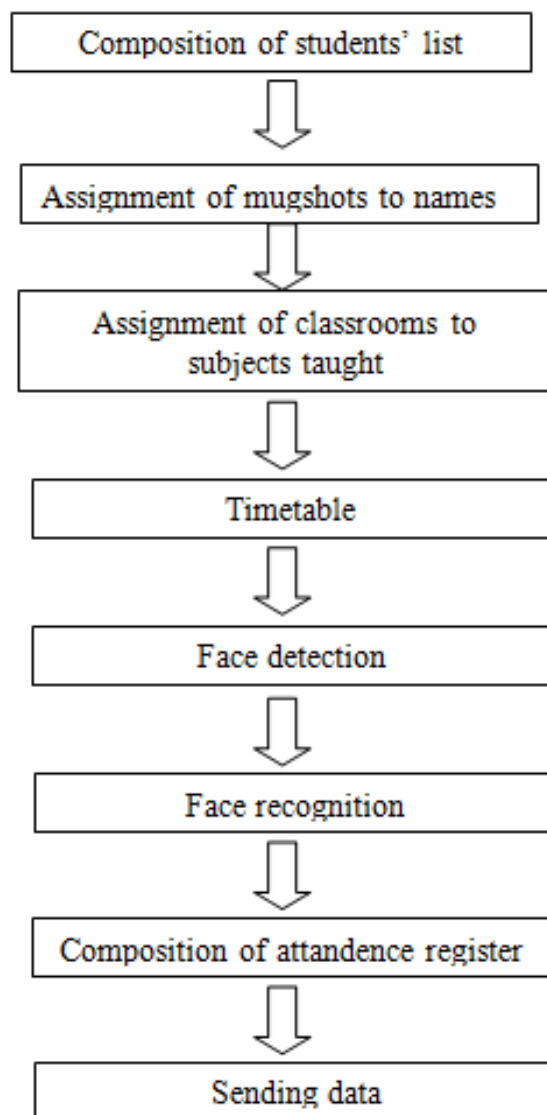 Composition of students’ list
Assignment of mugshots to names
Assignment of classrooms to
subjects taught
Timetable
Face detection
Face recognition
Composition of attandence register
Sending data